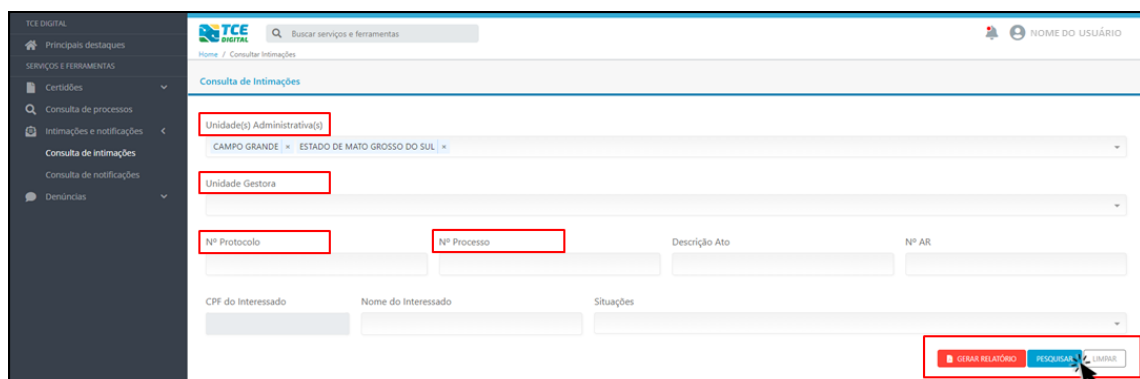 TCE DIGITAL
Principais destaques
SERVIÇOS E FERRAMENTAS
Certidões
Consulta de processos
Intimações e notificações
Consulta de intimações
Consulta de notificações
Denúncias
TCE DIGITAL
Buscar serviços e ferramentas
NOME DO USUÁRIO
Home / Consultar Intimações
Consulta de Intimações
Unidade(s) Administrativa(s)
CAMPO GRANDE × ESTADO DE MATO GROSSO DO SUL ×
Unidade Gestora
Nº Protocolo Nº Processo Descrição Ato Nº AR
CPF do Interessado Nome do Interessado Situações
GERAR RELATÓRIO PESQUISAR LIMPAR